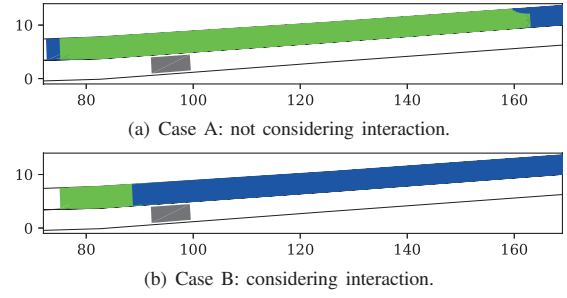 10
0
80 100 120 140 160
(a) Case A: not considering interaction.
10
0
80 100 120 140 160
(b) Case B: considering interaction.